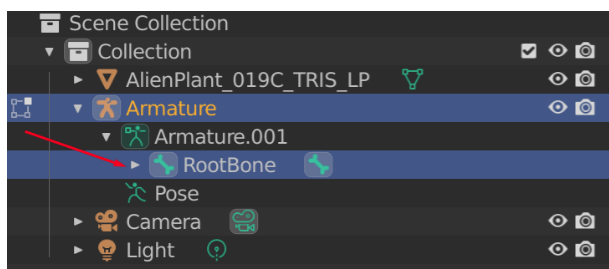 Scene Collection
Collection
AlienPlant_019C_TRIS_LP
Armature
Armature.001
RootBone
Pose
Camera
Light